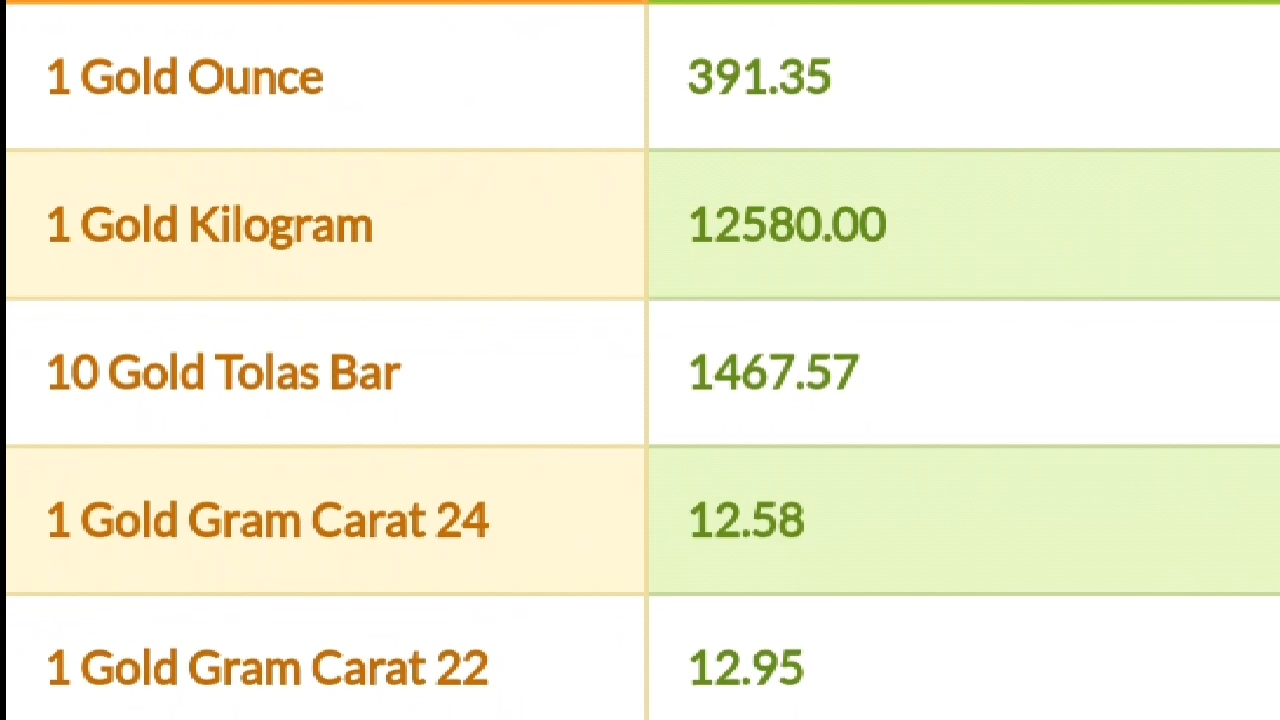 1 Gold Ounce 391.35
1 Gold Kilogram 12580.00
10 Gold Tolas Bar 1467.57
1 Gold Gram Carat 24 12.58
1 Gold Gram Carat 22 12.95